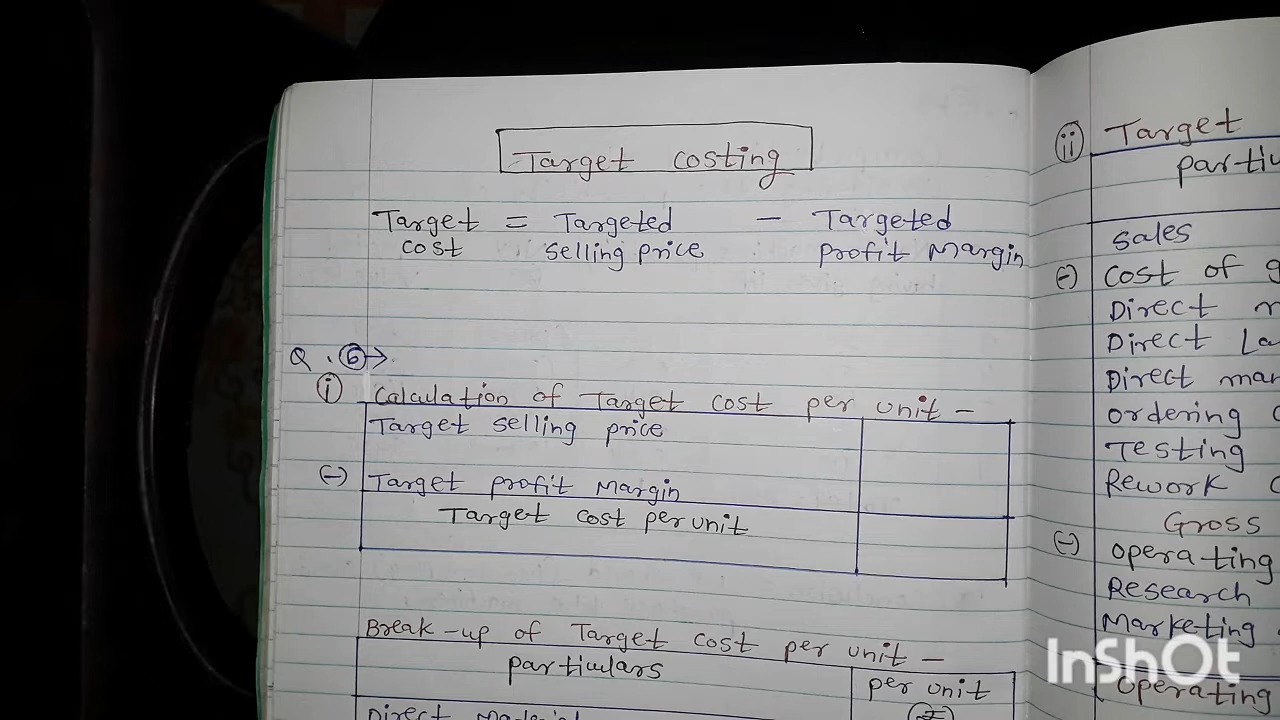 Target costing
Target = Targeted - Targeted
cost selling price profit Margin
Q. 6 →
i Calculation of Target cost per unit -
Target selling price
(-) Target profit Margin
Target cost per unit
Break-up of Target cost per unit -
particulars per unit
(₹)
Direct Material
ii Target
sales
(-) cost of
Direct
Direct
Direct
ordering
Testing
Rework
Gross
(-) operating
Research
Marketing
operating
InShOt